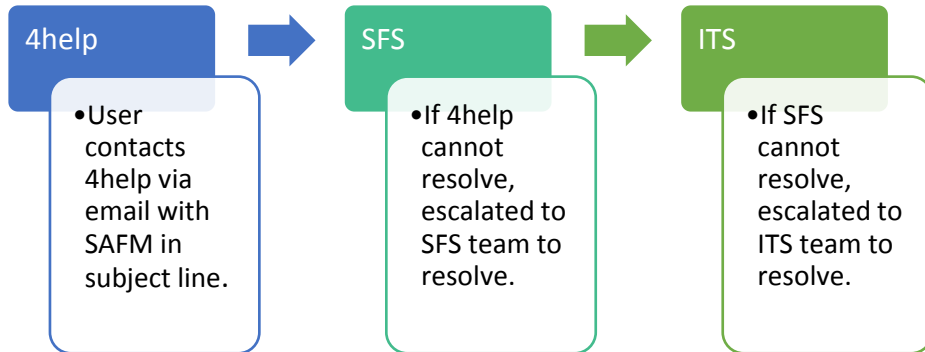 4help
•User
contacts
4help via
email with
SAFM in
subject line.
SFS
•If 4help
cannot
resolve,
escalated to
SFS team to
resolve.
ITS
•If SFS
cannot
resolve,
escalated to
ITS team to
resolve.